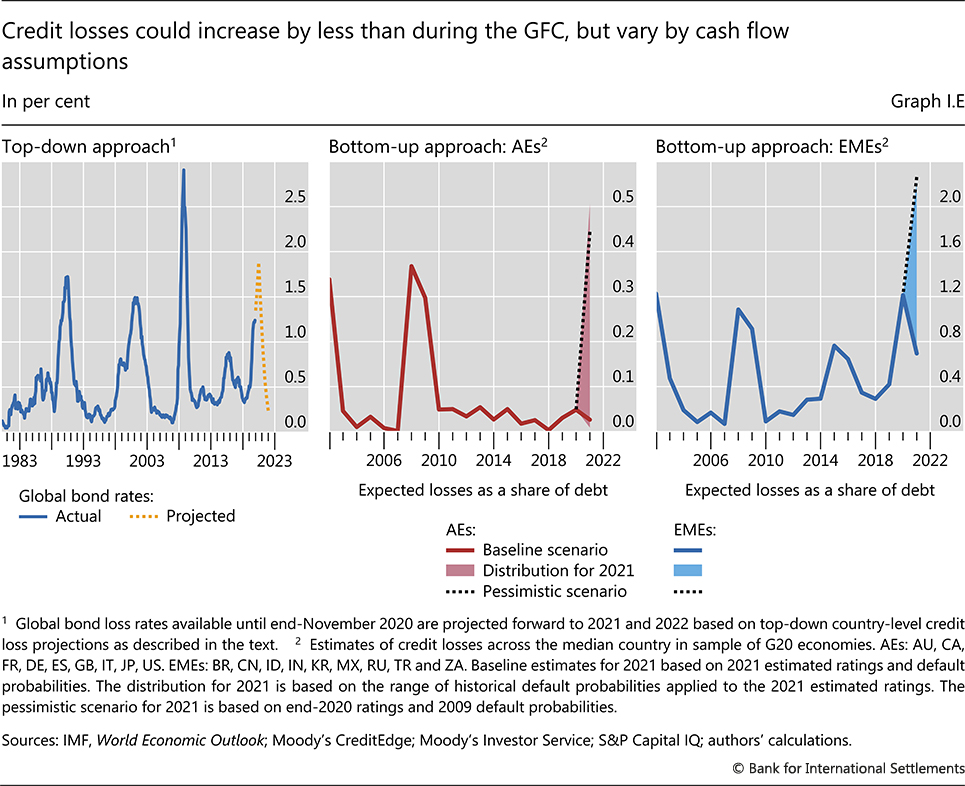 Credit losses could increase by less than during the GFC, but vary by cash flow
assumptions
In per cent
Graph I.E
Top-down approach1
2.5
2.0
1.5
1.0
0.5
0.0
1983 1993 2003 2013 2023
Global bond rates:
Actual
Projected
Bottom-up approach: AEs2
0.5
0.4
0.3
0.2
0.1
0.0
2006 2010 2014 2018 2022
Expected losses as a share of debt
Bottom-up approach: EMEs2
2.0
1.6
1.2
0.8
0.4
0.0
2006 2010 2014 2018 2022
Expected losses as a share of debt
AEs: EMEs:
Baseline scenario
Distribution for 2021
Pessimistic scenario
1 Global bond loss rates available until end-November 2020 are projected forward to 2021 and 2022 based on top-down country-level credit
loss projections as described in the text. 2 Estimates of credit losses across the median country in sample of G20 economies. AEs: AU, CA,
FR, DE, ES, GB, IT, JP, US. EMEs: BR, CN, ID, IN, KR, MX, RU, TR and ZA. Baseline estimates for 2021 based on 2021 estimated ratings and default
probabilities. The distribution for 2021 is based on the range of historical default probabilities applied to the 2021 estimated ratings. The
pessimistic scenario for 2021 is based on end-2020 ratings and 2009 default probabilities.
Sources: IMF, World Economic Outlook; Moody's CreditEdge; Moody's Investor Service; S&P Capital IQ; authors' calculations.
© Bank for International Settlements